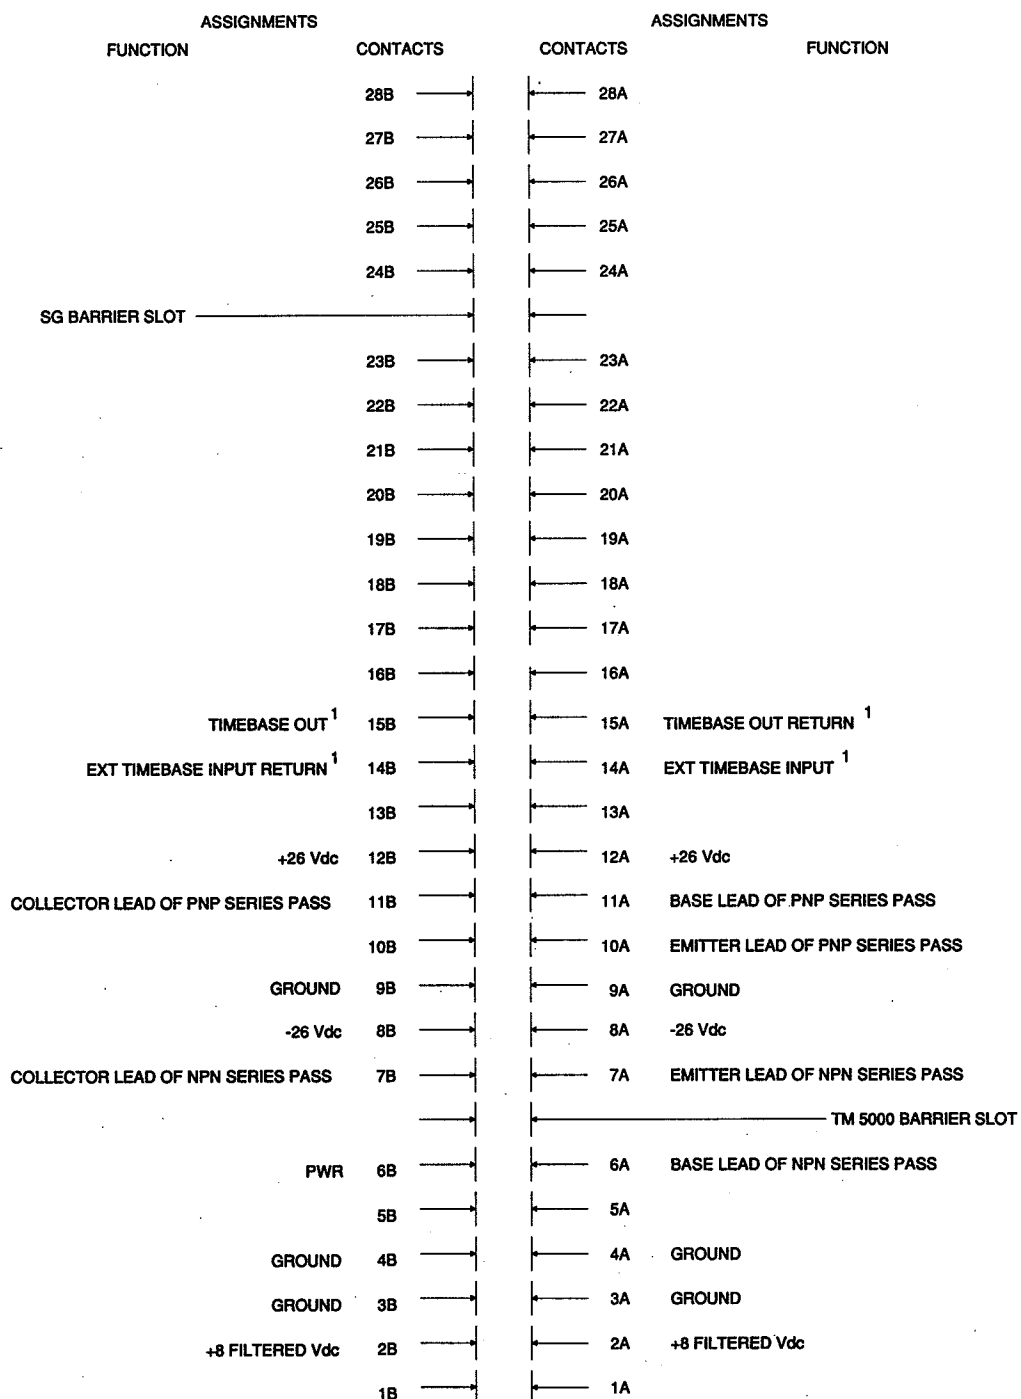 ASSIGNMENTS ASSIGNMENTS
FUNCTION CONTACTS CONTACTS FUNCTION
28B 28A
27B 27A
26B 26A
25B 25A
24B 24A
SG BARRIER SLOT
23B 23A
22B 22A
21B 21A
20B 20A
19B 19A
18B 18A
17B 17A
16B 16A
TIMEBASE OUT 1 15B 15A TIMEBASE OUT RETURN 1
EXT TIMEBASE INPUT RETURN 1 14B 14A EXT TIMEBASE INPUT 1
13B 13A
+26 Vdc 12B 12A +26 Vdc
COLLECTOR LEAD OF PNP SERIES PASS 11B 11A BASE LEAD OF PNP SERIES PASS
10B 10A EMITTER LEAD OF PNP SERIES PASS
GROUND 9B 9A GROUND
-26 Vdc 8B 8A -26 Vdc
COLLECTOR LEAD OF NPN SERIES PASS 7B 7A EMITTER LEAD OF NPN SERIES PASS
TM 5000 BARRIER SLOT
PWR 6B 6A BASE LEAD OF NPN SERIES PASS
5B 5A
GROUND 4B 4A GROUND
GROUND 3B 3A GROUND
+8 FILTERED Vdc 2B 2A +8 FILTERED Vdc
1B 1A